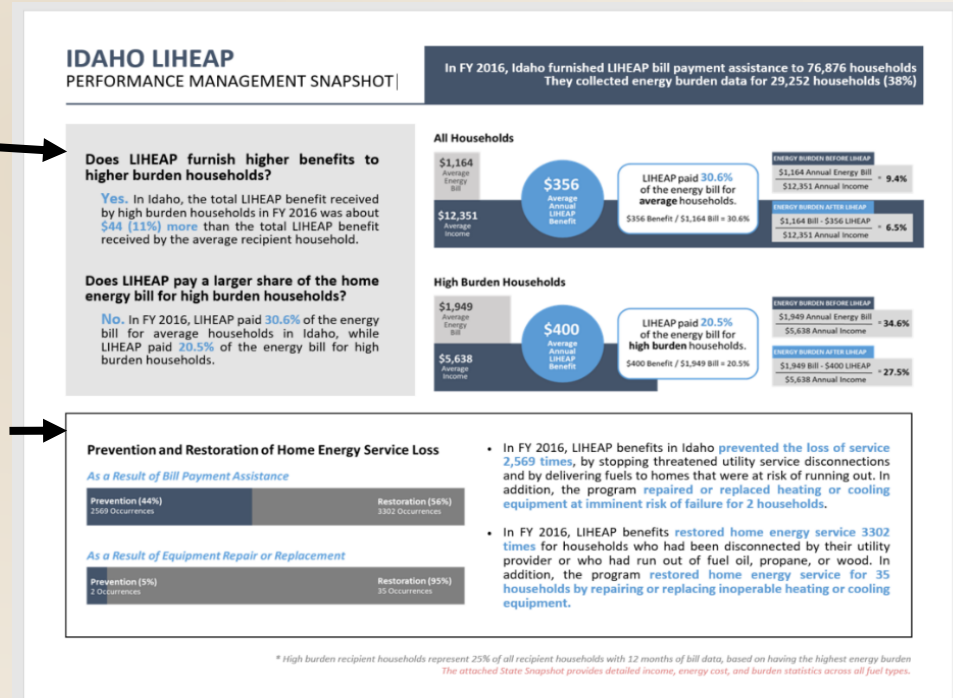 IDAHO LIHEAP
PERFORMANCE MANAGEMENT SNAPSHOT
In FY 2016, Idaho furnished LIHEAP bill payment assistance to 76,876 households
They collected energy burden data for 29,252 households (38%)
Does LIHEAP furnish higher benefits to
higher burden households?
Yes. In Idaho, the total LIHEAP benefit received
by high burden households in FY 2016 was about
$44 (11%) more than the total LIHEAP benefit
received by the average recipient household.
Does LIHEAP pay a larger share of the home
energy bill for high burden households?
No. In FY 2016, LIHEAP paid 30.6% of the energy
bill for average households in Idaho, while
LIHEAP paid 20.5% of the energy bill for high
burden households.
All Households
$1,164
Average
Energy
Bill
$12,351
Average
Income
$356
Average
Annual
LIHEAP
Benefit
LIHEAP paid 30.6%
of the energy bill for
average households.
$356 Benefit / $1,164 Bill = 30.6%
ENERGY BURDEN BEFORE LIHEAP
$1,164 Annual Energy Bill
$12,351 Annual Income
= 9.4%
ENERGY BURDEN AFTER LIHEAP
$1,164 Bill - $356 LIHEAP
$12,351 Annual Income
= 6.5%
High Burden Households
$1,949
Average
Energy
Bill
$5,638
Average
Income
$400
Average
Annual
LIHEAP
Benefit
LIHEAP paid 20.5%
of the energy bill for
high burden households.
$400 Benefit / $1,949 Bill = 20.5%
ENERGY BURDEN BEFORE LIHEAP
$1,949 Annual Energy Bill
$5,638 Annual Income
= 34.6%
ENERGY BURDEN AFTER LIHEAP
$1,949 Bill - $400 LIHEAP
$5,638 Annual Income
= 27.5%
Prevention and Restoration of Home Energy Service Loss
As a Result of Bill Payment Assistance
Prevention (44%)
2569 Occurrences
Restoration (56%)
3302 Occurrences
As a Result of Equipment Repair or Replacement
Prevention (5%)
2 Occurrences
Restoration (95%)
35 Occurrences
• In FY 2016, LIHEAP benefits in Idaho prevented the loss of service
2,569 times, by stopping threatened utility service disconnections
and by delivering fuels to homes that were at risk of running out. In
addition, the program repaired or replaced heating or cooling
equipment at imminent risk of failure for 2 households.
• In FY 2016, LIHEAP benefits restored home energy service 3302
times for households who had been disconnected by their utility
provider or who had run out of fuel oil, propane, or wood. In
addition, the program restored home energy service for 35
households by repairing or replacing inoperable heating or cooling
equipment.
* High burden recipient households represent 25% of all recipient households with 12 months of bill data, based on having the highest energy burden
The attached State Snapshot provides detailed income, energy cost, and burden statistics across all fuel types.